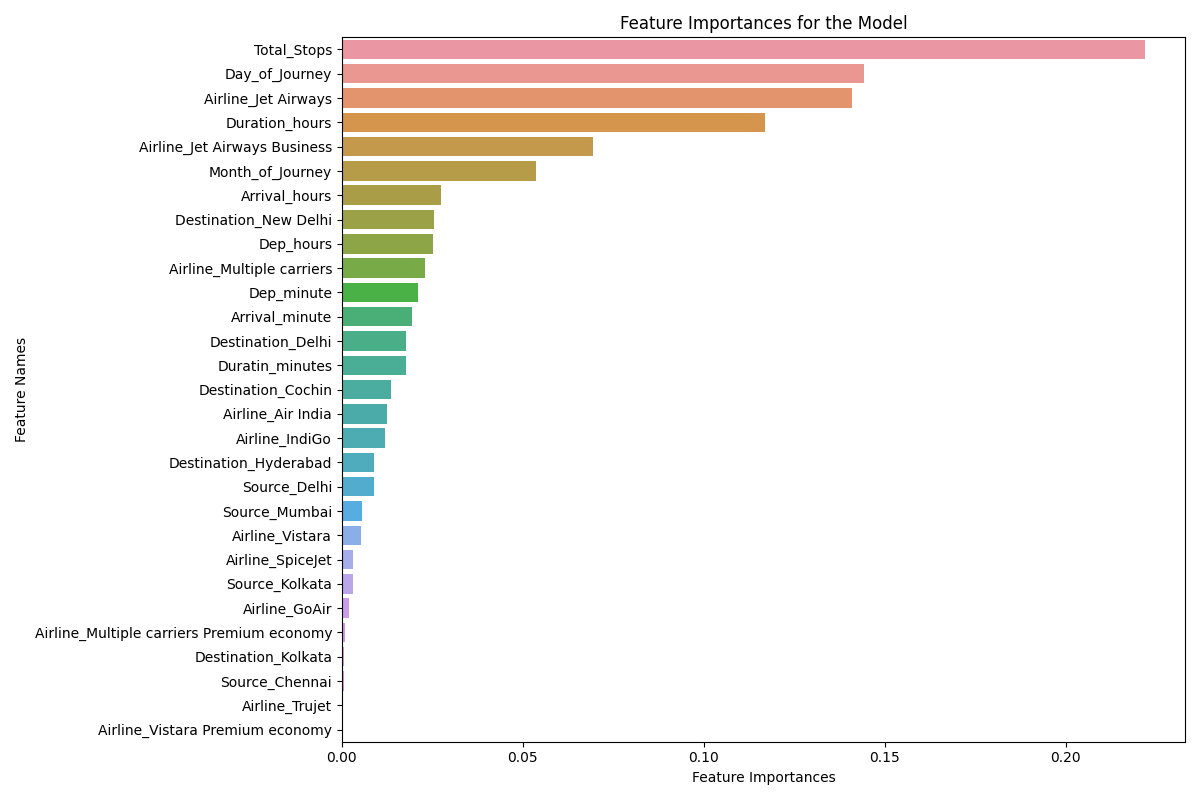 Feature Importances for the Model
Total_Stops
Day_of_Journey
Airline_Jet Airways
Duration_hours
Airline_Jet Airways Business
Month_of_Journey
Arrival_hours
Destination_New Delhi
Dep_hours
Airline_Multiple carriers
Dep_minute
Arrival_minute
Destination_Delhi
Duratin_minutes
Destination_Cochin
Airline_Air India
Airline_IndiGo
Destination_Hyderabad
Source_Delhi
Source_Mumbai
Airline_Vistara
Airline_SpiceJet
Source_Kolkata
Airline_GoAir
Airline_Multiple carriers Premium economy
Destination_Kolkata
Source_Chennai
Airline_Trujet
Airline_Vistara Premium economy
Feature Names
0.00 0.05 0.10 0.15 0.20
Feature Importances